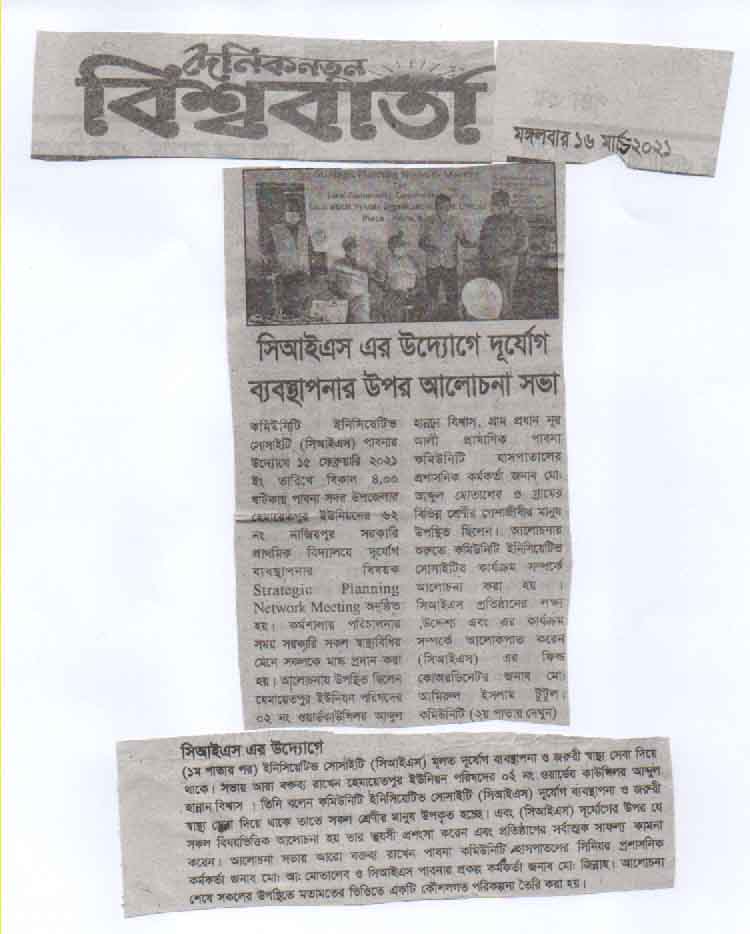 দৈনিক নতুন
বিশ্ববার্তা
মঙ্গলবার ১৬ মার্চ ২০২১
Strategic Planning Network Meeting
সিআইএস এর উদ্যোগে দূর্যোগ
ব্যবস্থাপনার উপর আলোচনা সভা
কমিউনিটি ইনিসিয়েটিভ
সোসাইটি (সিআইএস) পাবনার
উদ্যোগে ১৫ ফেব্রুয়ারি ২০২১
ইং তারিখে বিকাল ৪.০০
ঘটিকায় পাবনা সদর উপজেলার
হেমায়েতপুর ইউনিয়নের ৬২
নং নাজিরপুর সরকারি
প্রাথমিক বিদ্যালয়ে দূর্যোগ
ব্যবস্থাপনার বিষয়ক
Strategic Planning
Network Meeting অনুষ্ঠিত
হয়। কর্মশালায় পরিচালনার
সময় সরকারি সকল স্বাস্থ্যবিধির
মেনে সকলকে মাস্ক প্রদান করা
হয়। আলোচনায় উপস্থিত ছিলেন
হেমায়েতপুর ইউনিয়ন পরিষদের
০২ নং ওয়ার্ডকাউন্সিলর আব্দুল
হান্নান বিশ্বাস, গ্রাম প্রধান নূর
আলী প্রামানিক পাবনা
কমিউনিটি হাসপাতালের
প্রশাসনিক কর্মকর্তা জনাব মো:
আব্দুল মোতালেব ও গ্রামের
বিভিন্ন শ্রেণীর পেশাজীবীর মানুষ
উপস্থিত ছিলেন। আলোচনার
শুরুতে কমিউনিটি ইনিসিয়েটিভ
সোসাইটির কার্যক্রম সম্পর্কে
আলোচনা করা হয় ।
সিআইএস প্রতিষ্ঠানের লক্ষ্য
,উদ্দেশ্য এবং এর কার্যক্রম
সম্পর্কে আলোকপাত করেন
(সিআইএস) এর ফিল্ড
কোঅরডিনেটর জনাব মো:
আমিরুল ইসলাম টুটুল।
কমিউনিটি (২য় পাতায় দেখুন)
সিআইএস এর উদ্যোগে
(১ম পাতার পর) ইনিসিয়েটিভ সোসাইটি (সিআইএস) মূলত দূর্যোগ ব্যবস্থাপনা ও জরুরী স্বাস্থ্য সেবা দিয়ে
থাকে। সভায় আরা বক্তব্য রাখেন হেমায়েতপুর ইউনিয়ন পরিষদের ০২ নং ওয়ার্ডের কাউন্সিলর আব্দুল
হান্নান বিশ্বাস । তিনি বলেন কমিউনিটি ইনিসিয়েটিভ সোসাইটি (সিআইএস) দূর্যোগ ব্যবস্থাপনা ও জরুরী
স্বাস্থ্য সেবা দিয়ে থাকে তাতে সকল শ্রেণীর মানুষ উপকৃত হচ্ছে। এবং (সিআইএস) দূর্যোগের উপর যে
সকল বিষয়ভিত্তিক আলোচনা হয় তার ভূয়সী প্রশংসা করেন এবং প্রতিষ্ঠানের সর্বাত্মক সাফল্য কামনা
করেন। আলোচনা সভার আরো বক্তব্য রাখেন পাবনা কমিউনিটি হাসপাতালের সিনিয়র প্রশাসনিক
কর্মকর্তা জনাব মো: আ: মোতালেব ও সিআইএস পাবনার প্রকল্প কর্মকর্তা জনাব মো: জিল্লাহ। আলোচনা
শেষে সকলের উপস্থিতে মতামতের ভিত্তিতে একটি কৌশলগত পরিকল্পনা তৈরি করা হয়।